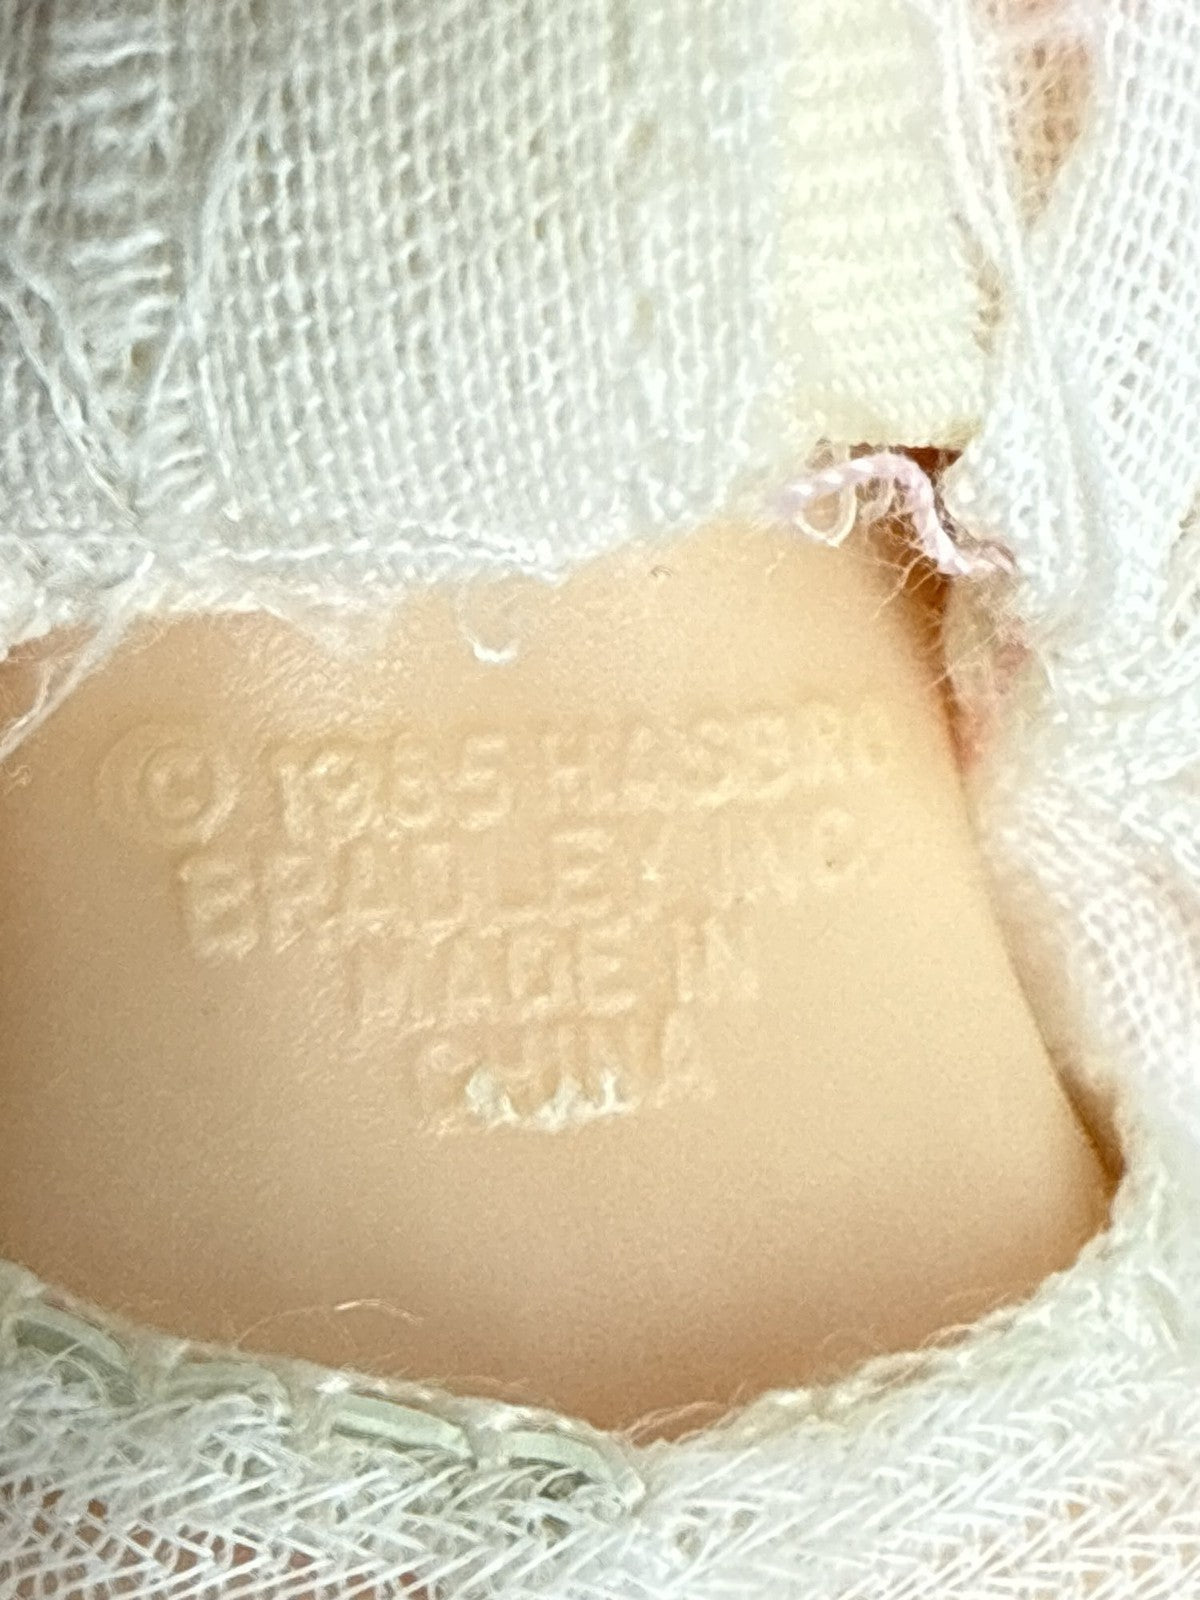 © 1985 HASBRO
BRADLEY INC.
MADE IN
CHINA